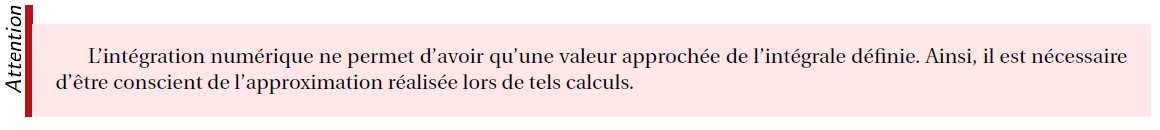 Attention
L'intégration numérique ne permet d'avoir qu'une valeur approchée de l'intégrale définie. Ainsi, il est nécessaire
d'être conscient de l'approximation réalisée lors de tels calculs.